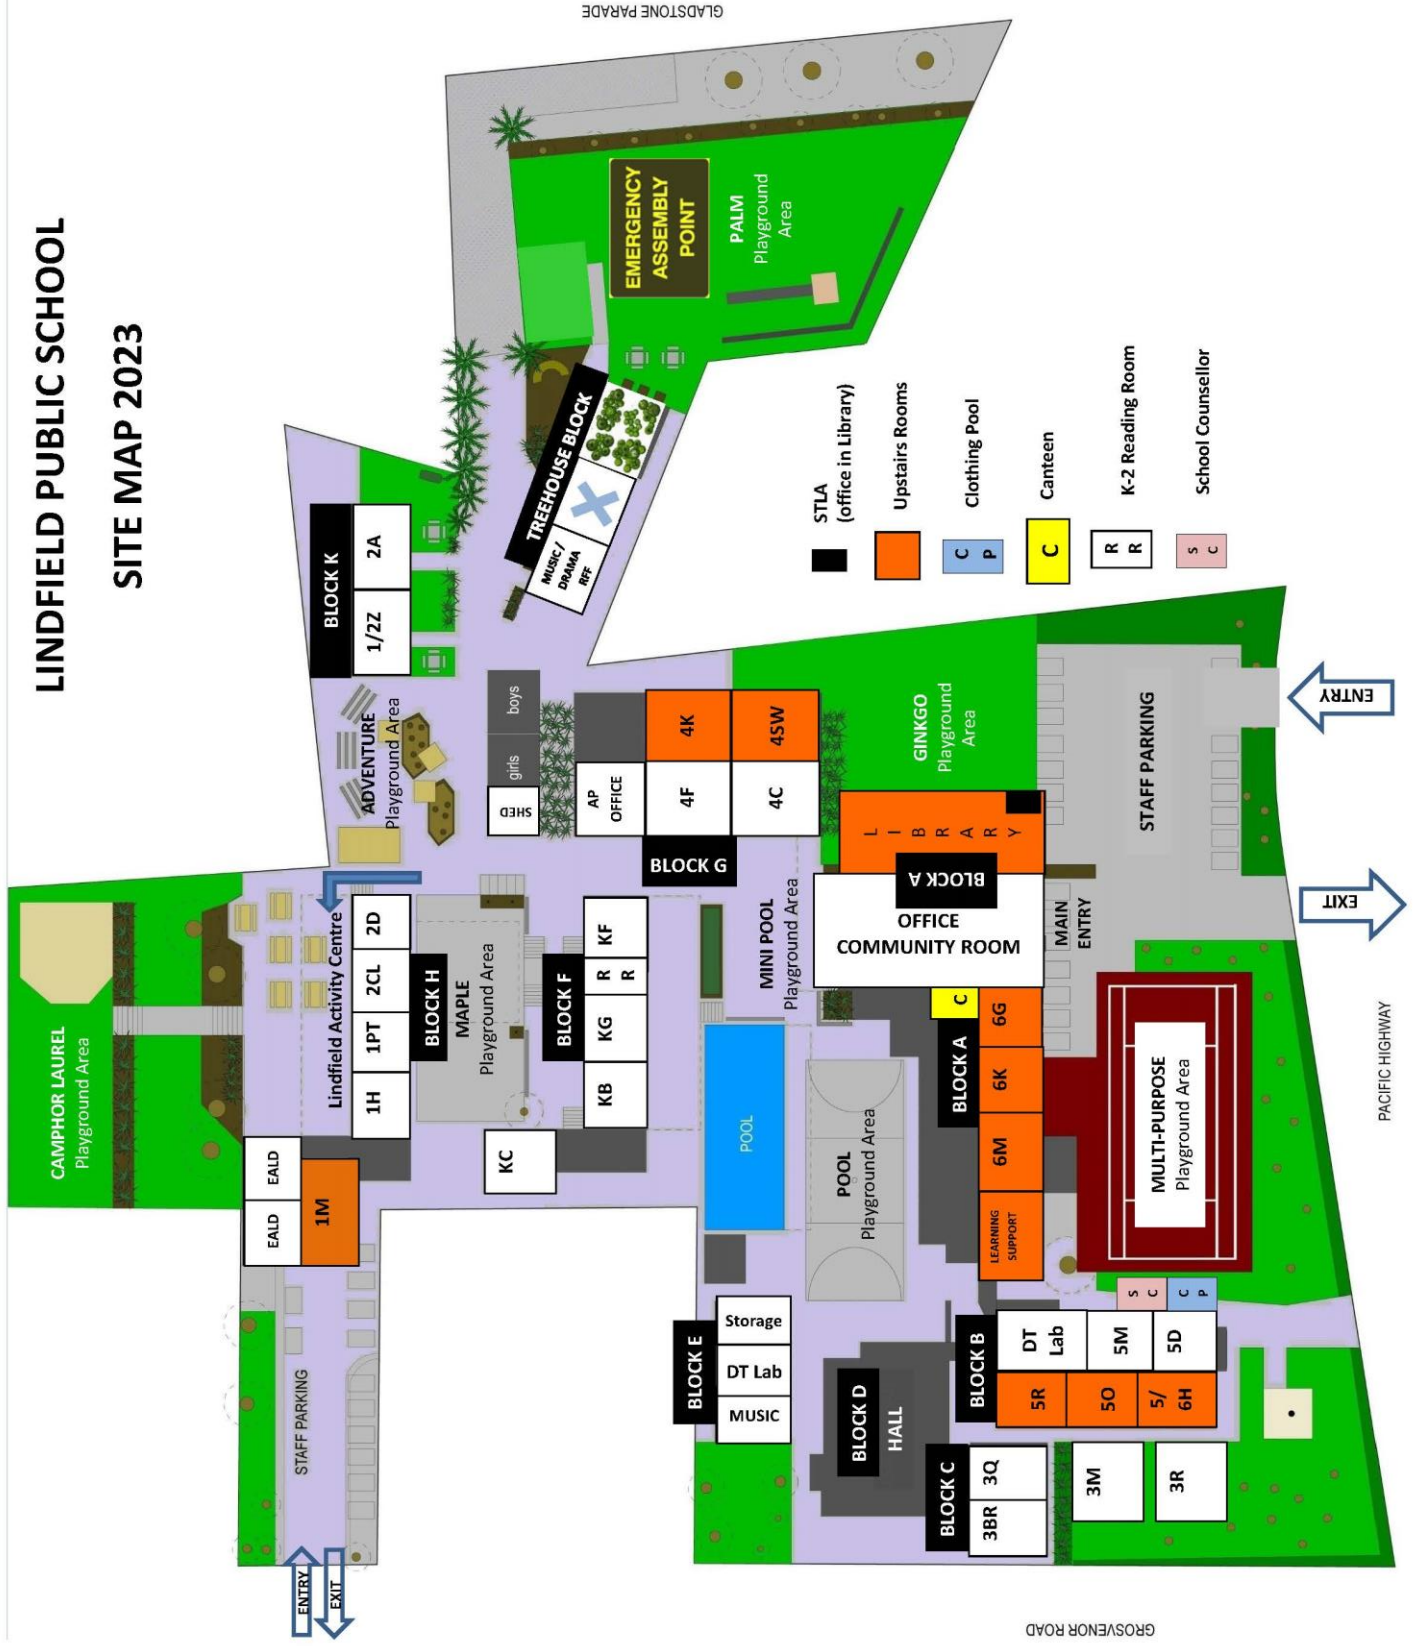 LINDFIELD PUBLIC SCHOOL
SITE MAP 2023
GLADSTONE PARADE
EMERGENCY
ASSEMBLY
POINT
PALM
Playground
Area
TREEHOUSE BLOCK
MUSIC /
DRAMA
RFF
BLOCK K
2A
1/2Z
ADVENTURE
Playground Area
boys
girls
SHED
AP
OFFICE
4K
4SW
4F
4C
BLOCK G
GINKGO
Playground
Area
STLA
(office in Library)
Upstairs Rooms
C
P
Clothing Pool
C
Canteen
R
R
K-2 Reading Room
S
C
School Counsellor
CAMPHOR LAUREL
Playground Area
Lindfield Activity Centre
2D
2CL
1PT
1H
BLOCK H
MAPLE
Playground Area
BLOCK F
KF
R
R
KG
KB
KC
EALD
EALD
1M
STAFF PARKING
ENTRY
EXIT
MINI POOL
Playground Area
POOL
POOL
Playground Area
L
I
B
R
A
R
Y
BLOCK A
OFFICE
COMMUNITY ROOM
MAIN
ENTRY
STAFF PARKING
ENTRY
EXIT
C
BLOCK A
6G
6K
6M
LEARNING
SUPPORT
MULTI-PURPOSE
Playground Area
PACIFIC HIGHWAY
BLOCK E
Storage
DT Lab
MUSIC
BLOCK D
HALL
BLOCK B
DT
Lab
5M
5D
S
C
C
P
5R
5O
5/
6H
BLOCK C
3Q
3BR
3M
3R
GROSVENOR ROAD